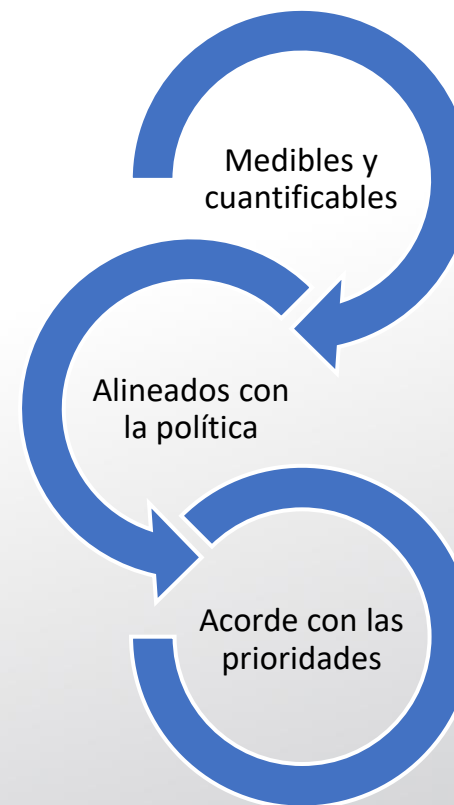 Medibles y
cuantificables
Alineados con
la política
Acorde con las
prioridades